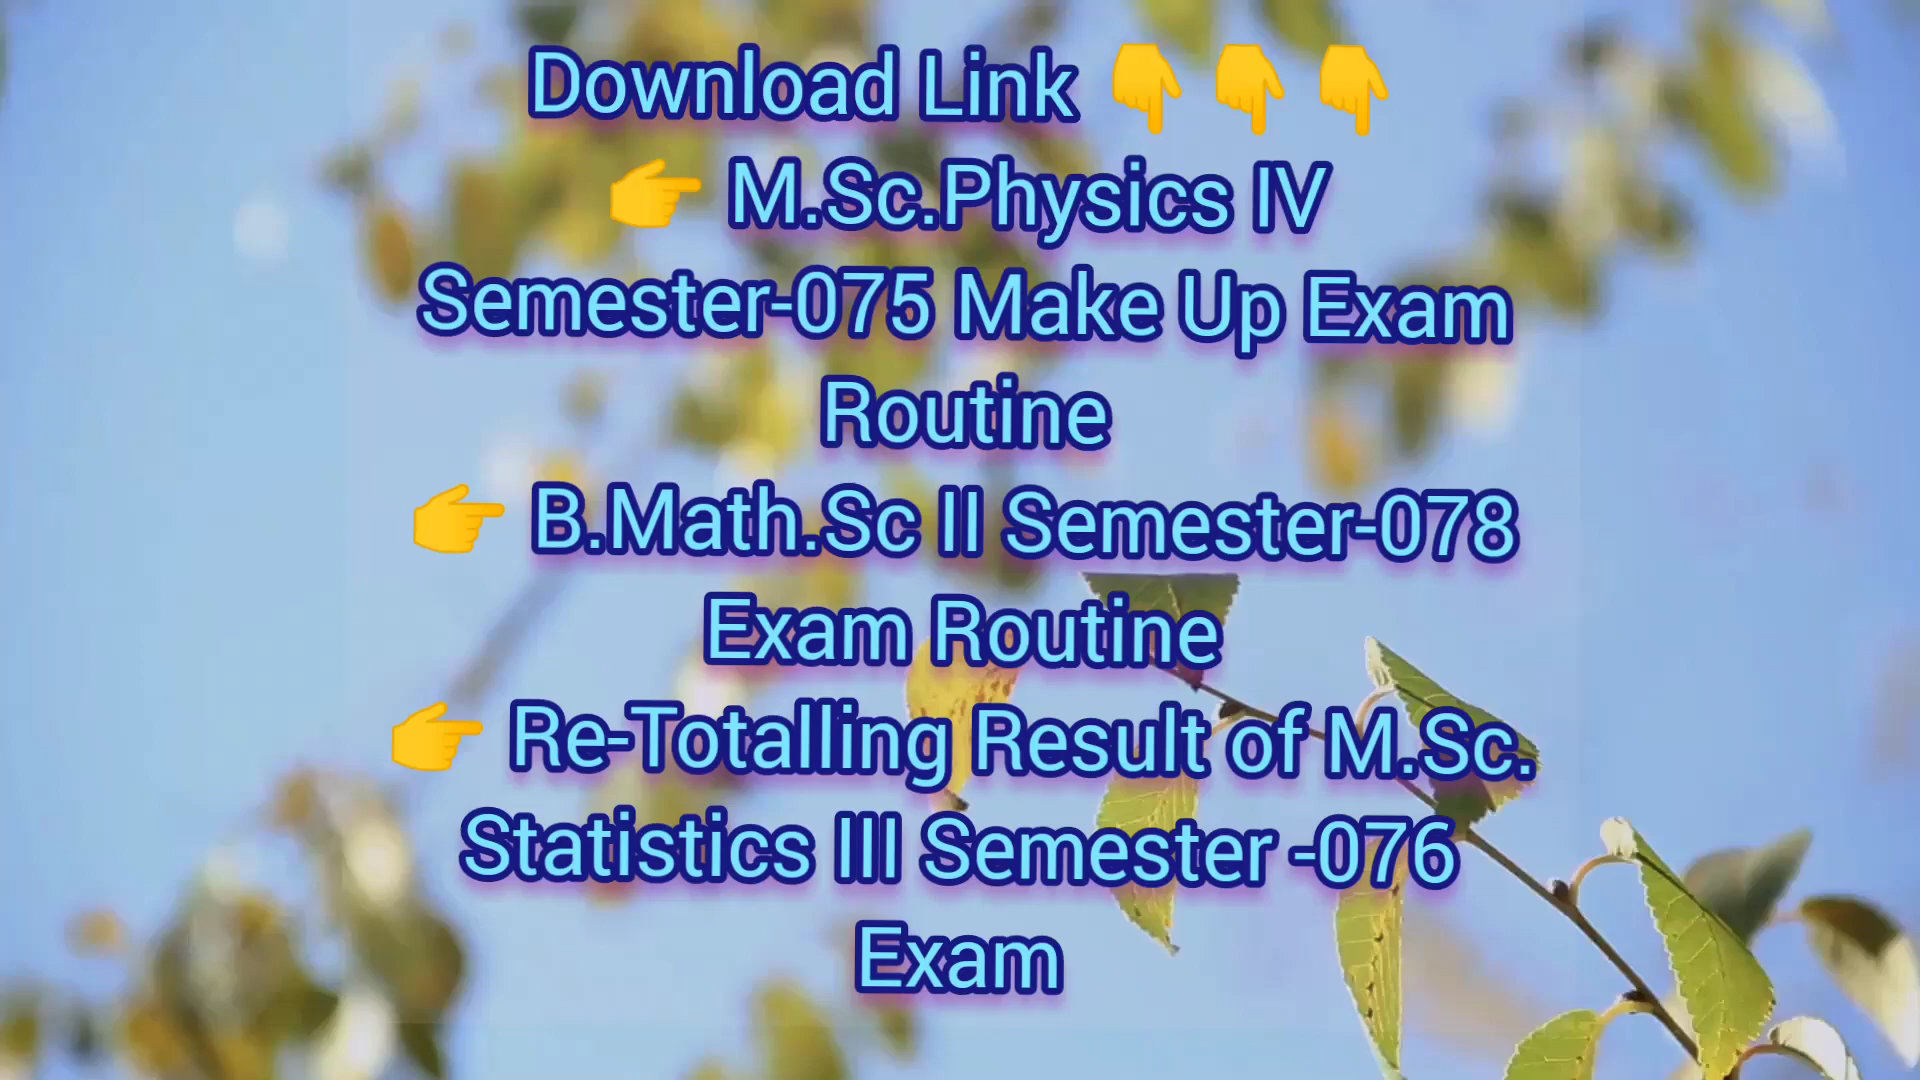 Download Link 👇👇👇
👉 M.Sc.Physics IV
Semester-075 Make Up Exam
Routine
👉 B.Math.Sc II Semester-078
Exam Routine
👉 Re-Totalling Result of M.Sc.
Statistics III Semester -076
Exam